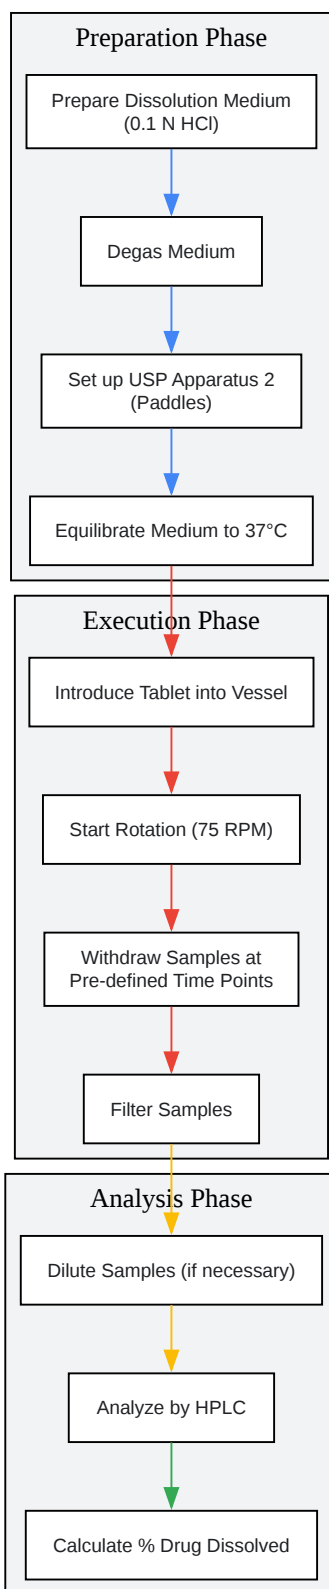 Preparation Phase
Prepare Dissolution Medium
(0.1 N HCl)
Degas Medium
Set up USP Apparatus 2
(Paddles)
Equilibrate Medium to 37°C
Execution Phase
Introduce Tablet into Vessel
Start Rotation (75 RPM)
Withdraw Samples at
Pre-defined Time Points
Filter Samples
Analysis Phase
Dilute Samples (if necessary)
Analyze by HPLC
Calculate % Drug Dissolved